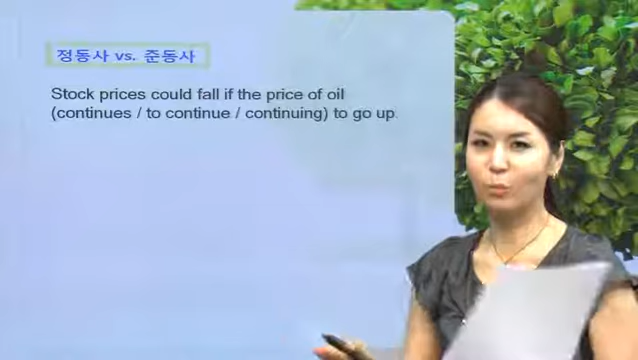 정동사 vs. 준동사
Stock prices could fall if the price of oil
(continues / to continue / continuing) to go up.